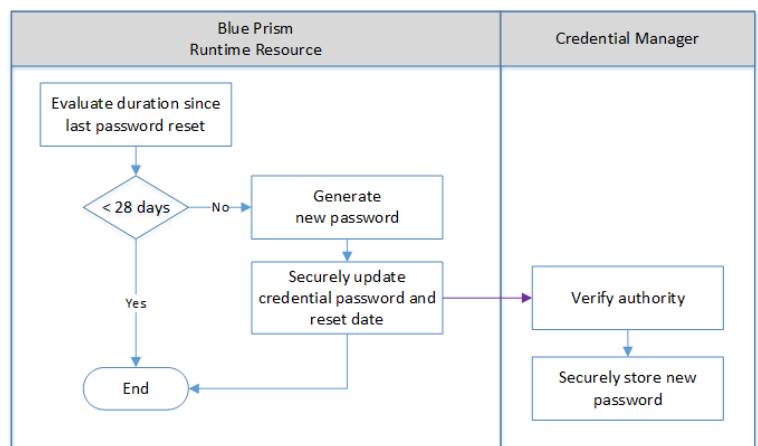 Blue Prism
Runtime Resource
Credential Manager
Evaluate duration since
last password reset
< 28 days
No
Generate
new password
Securely update
credential password and
reset date
Verify authority
Yes
Securely store new
password
End